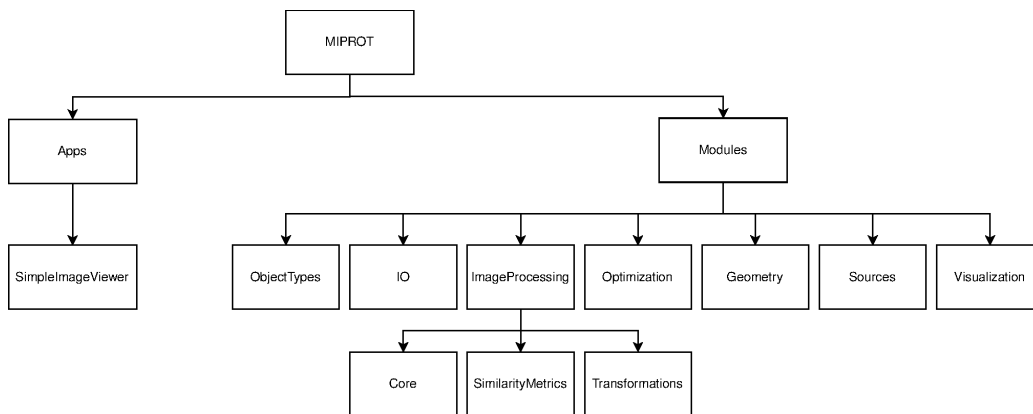 MIPROT
Apps
Modules
SimpleImageViewer
ObjectTypes
IO
ImageProcessing
Optimization
Geometry
Sources
Visualization
Core
SimilarityMetrics
Transformations